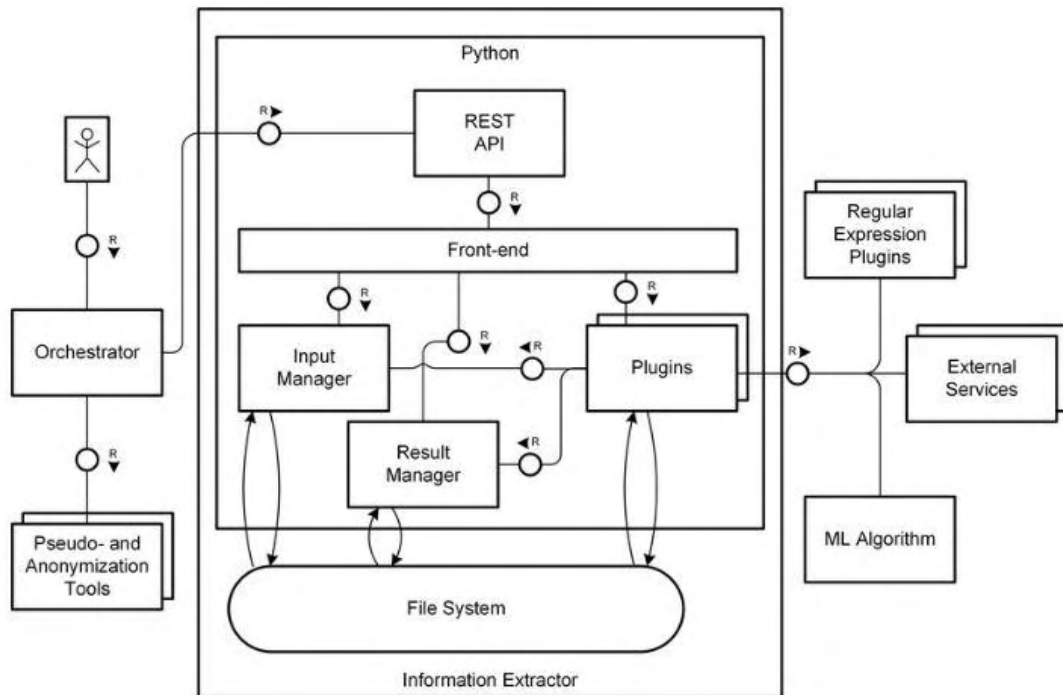 Python
R
REST
API
R
R
Front-end
Regular
Expression
Plugins
R
R
Orchestrator
Input
Manager
R
R
Plugins
R
External
Services
Result
Manager
R
R
Pseudo- and
Anonymization
Tools
ML Algorithm
File System
Information Extractor